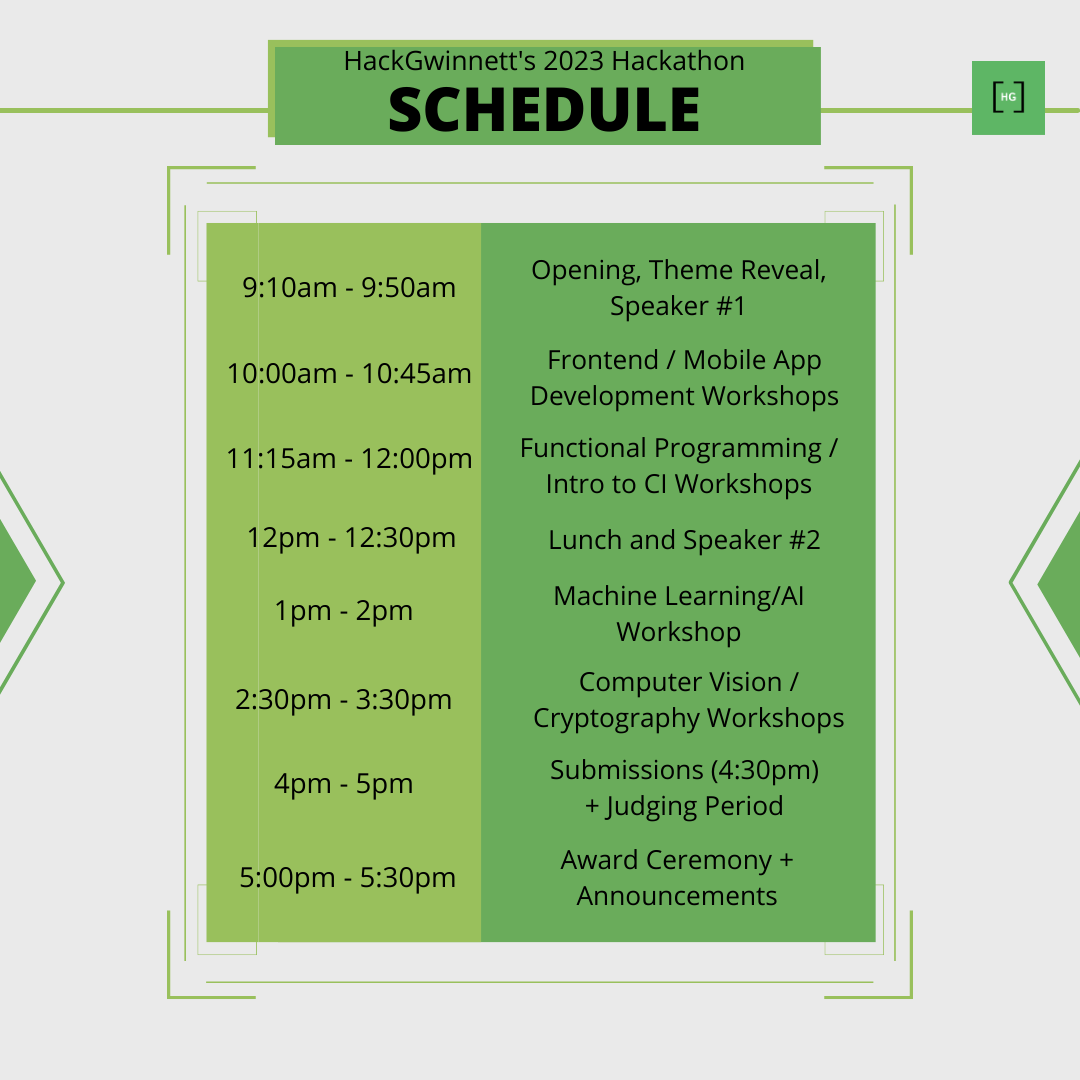 HackGwinnett's 2023 Hackathon
SCHEDULE
[HG]
9:10am - 9:50am
Opening, Theme Reveal,
Speaker #1
10:00am - 10:45am
Frontend / Mobile App
Development Workshops
11:15am - 12:00pm
Functional Programming /
Intro to CI Workshops
12pm - 12:30pm
Lunch and Speaker #2
1pm - 2pm
Machine Learning/AI
Workshop
2:30pm - 3:30pm
Computer Vision /
Cryptography Workshops
4pm - 5pm
Submissions (4:30pm)
+ Judging Period
5:00pm - 5:30pm
Award Ceremony +
Announcements